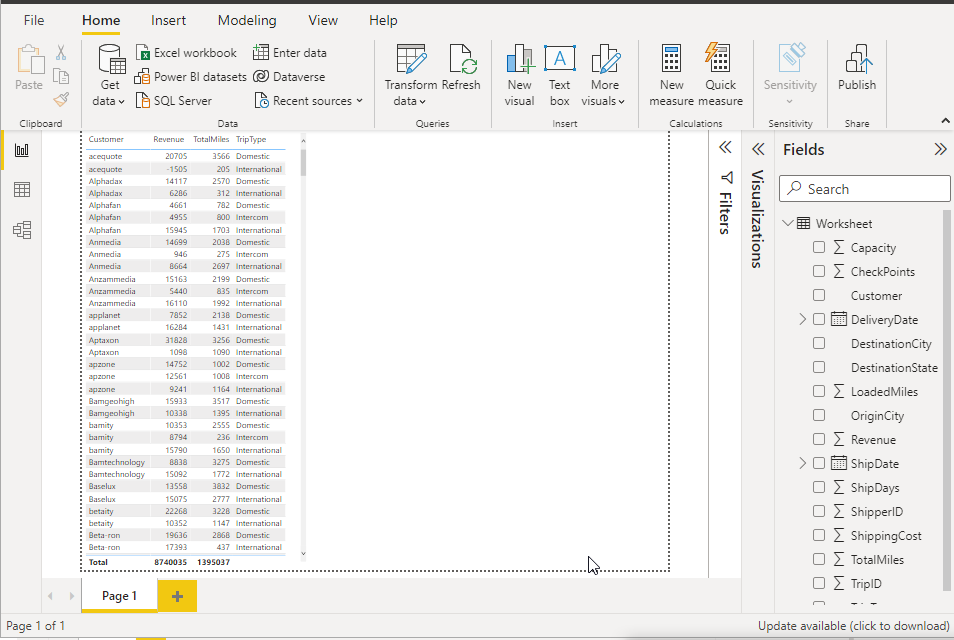 File Home Insert Modeling View Help
Paste
Clipboard
Get data
Excel workbook
Power BI datasets
SQL Server
Enter data
Dataverse
Recent sources
Data
Transform data
Refresh
Queries
New visual
Text box
More visuals
Insert
New measure
Quick measure
Calculations
Sensitivity
Sensitivity
Publish
Share
Customer Revenue TotalMiles TripType
acequote 20705 3566 Domestic
acequote -1505 205 International
Alphadax 14117 2570 Domestic
Alphadax 6286 312 International
Alphafan 4661 782 Domestic
Alphafan 4955 800 Intercom
Alphafan 15945 1703 International
Anmedia 14699 2038 Domestic
Anmedia 946 275 Intercom
Anmedia 8664 2697 International
Anzammedia 15163 2199 Domestic
Anzammedia 5440 835 Intercom
Anzammedia 16110 1992 International
applanet 7852 2138 Domestic
applanet 16284 1431 International
Aptaxon 31828 3256 Domestic
Aptaxon 1098 1090 International
apzone 14752 1002 Domestic
apzone 12561 1008 Intercom
apzone 9241 1164 International
Bamgeohigh 15933 3517 Domestic
Bamgeohigh 10338 1395 International
bamity 10353 2555 Domestic
bamity 8794 236 Intercom
bamity 15790 1650 International
Bamtechnology 8838 3275 Domestic
Bamtechnology 15092 1772 International
Baselux 13558 3832 Domestic
Baselux 15075 2777 International
betaity 22268 3228 Domestic
betaity 10352 1147 International
Beta-ron 19636 2868 Domestic
Beta-ron 17393 437 International
Total 8740035 1395037
Filters
Visualizations
Fields
Search
Worksheet
Capacity
CheckPoints
Customer
DeliveryDate
DestinationCity
DestinationState
LoadedMiles
OriginCity
Revenue
ShipDate
ShipDays
ShipperID
ShippingCost
TotalMiles
TripID
Page 1
Page 1 of 1
Update available (click to download)